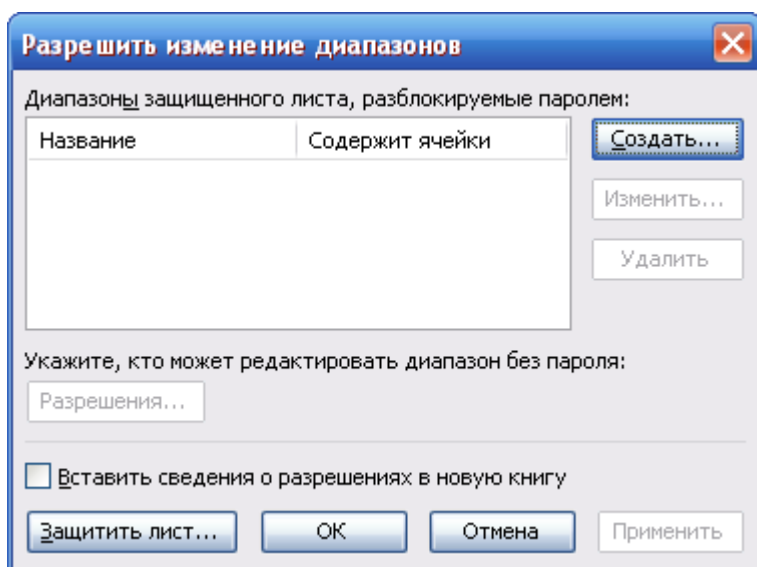 Разрешить изменение диапазонов
Диапазоны защищенного листа, разблокируемые паролем:
Название Содержит ячейки
Создать...
Изменить...
Удалить
Укажите, кто может редактировать диапазон без пароля:
Разрешения...
Вставить сведения о разрешениях в новую книгу
Защитить лист... ОК Отмена Применить